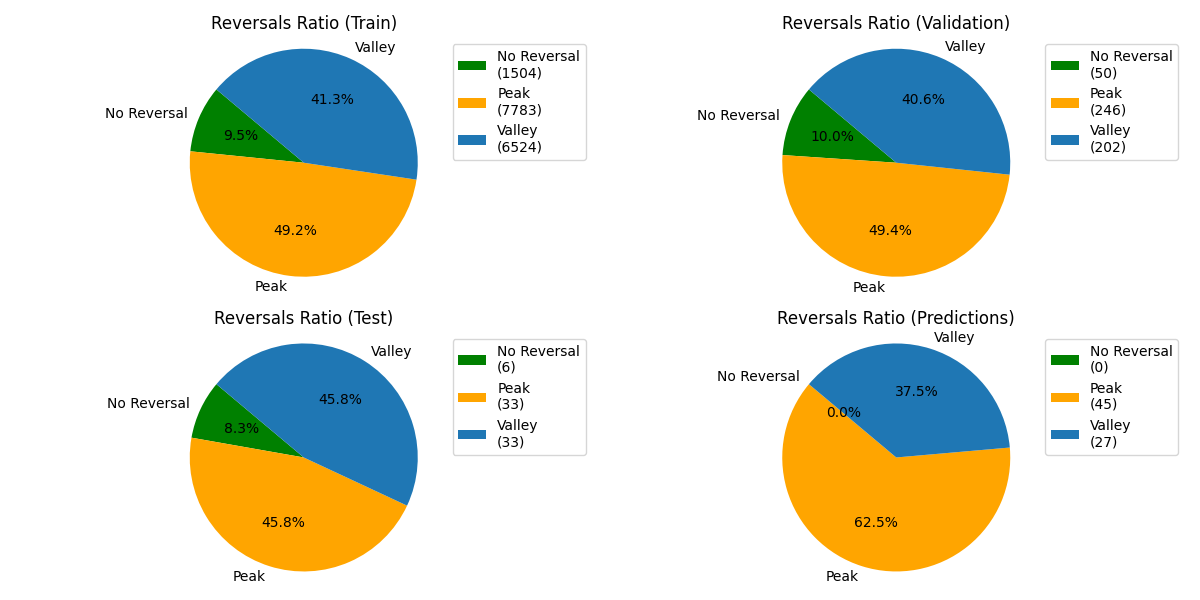 Reversals Ratio (Train)
Valley
No Reversal
41.3%
9.5%
49.2%
Peak
No Reversal
(1504)
Peak
(7783)
Valley
(6524)
Reversals Ratio (Validation)
Valley
No Reversal
40.6%
10.0%
49.4%
Peak
No Reversal
(50)
Peak
(246)
Valley
(202)
Reversals Ratio (Test)
Valley
No Reversal
45.8%
8.3%
45.8%
Peak
No Reversal
(6)
Peak
(33)
Valley
(33)
Reversals Ratio (Predictions)
Valley
No Reversal
37.5%
0.0%
62.5%
Peak
No Reversal
(0)
Peak
(45)
Valley
(27)